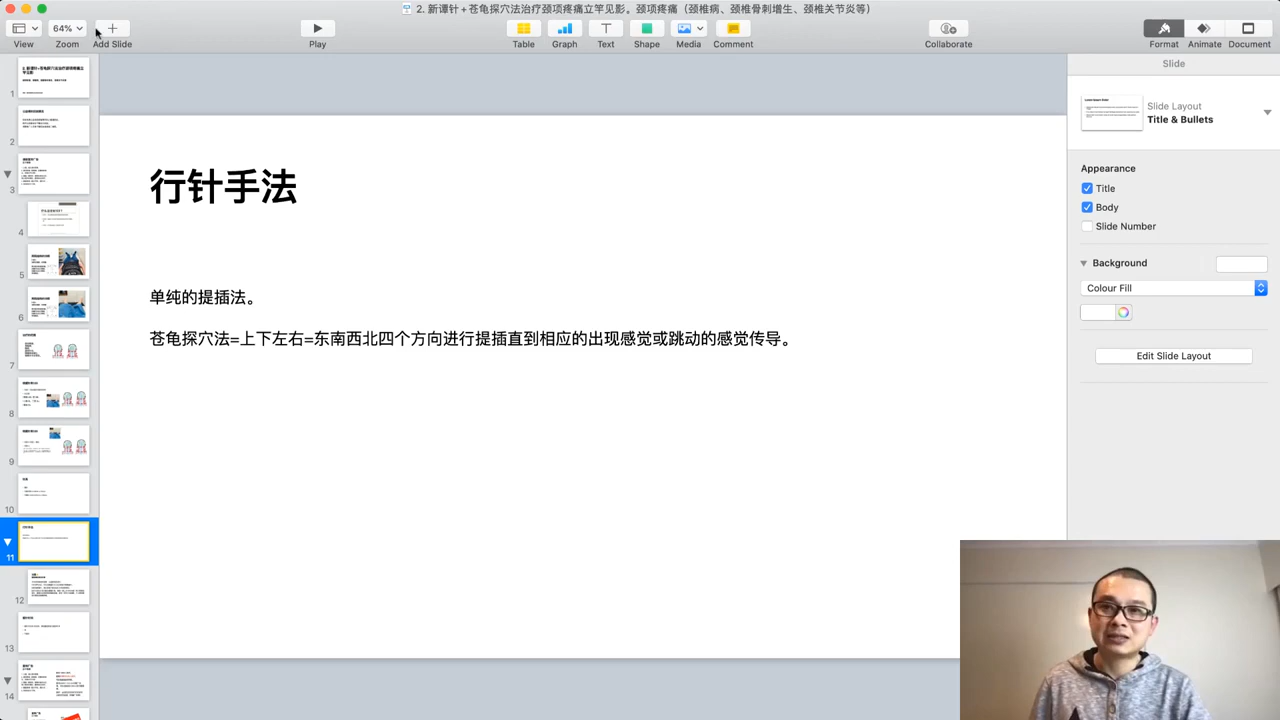 2. 新谭针+苍龟探穴法治疗颈项疼痛立竿见影。颈项疼痛（颈椎病、颈椎骨刺增生、颈椎关节炎等）
64%
View
Zoom
Add Slide
Play
Table
Graph
Text
Shape
Media
Comment
Collaborate
Format
Animate
Document
1
2
3
4
5
6
7
8
9
10
11
12
13
14
行针手法
单纯的提插法。
苍龟探穴法=上下左右=东南西北四个方向进行提插直到相应的出现感觉或跳动的感觉传导。
Slide
Slide Layout
Title & Bullets
Appearance
Title
Body
Slide Number
Background
Colour Fill
Edit Slide Layout